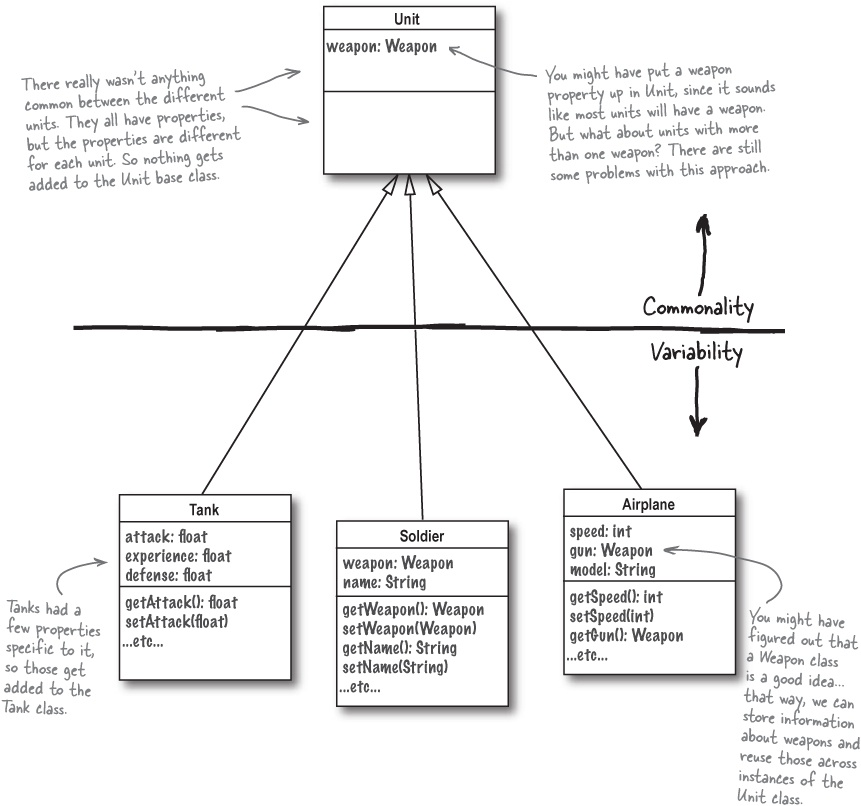 Unit
weapon: Weapon
There really wasn't anything
common between the different
units. They all have properties,
but the properties are different
for each unit. So nothing gets
added to the Unit base class.
You might have put a weapon
property up in Unit, since it sounds
like most units will have a weapon.
But what about units with more
than one weapon? There are still
some problems with this approach.
Commonality
Variability
Tank
attack: float
experience: float
defense: float
getAttack(): float
setAttack(float)
...etc...
Soldier
weapon: Weapon
name: String
getWeapon(): Weapon
setWeapon(Weapon)
getName(): String
setName(String)
...etc...
Airplane
speed: int
gun: Weapon
model: String
getSpeed(): int
setSpeed(int)
getGun(): Weapon
...etc...
Tanks had a
few properties
specific to it,
so those get
added to the
Tank class.
You might have
figured out that
a Weapon class
is a good idea...
that way, we can
store information
about weapons and
reuse those across
instances of the
Unit class.